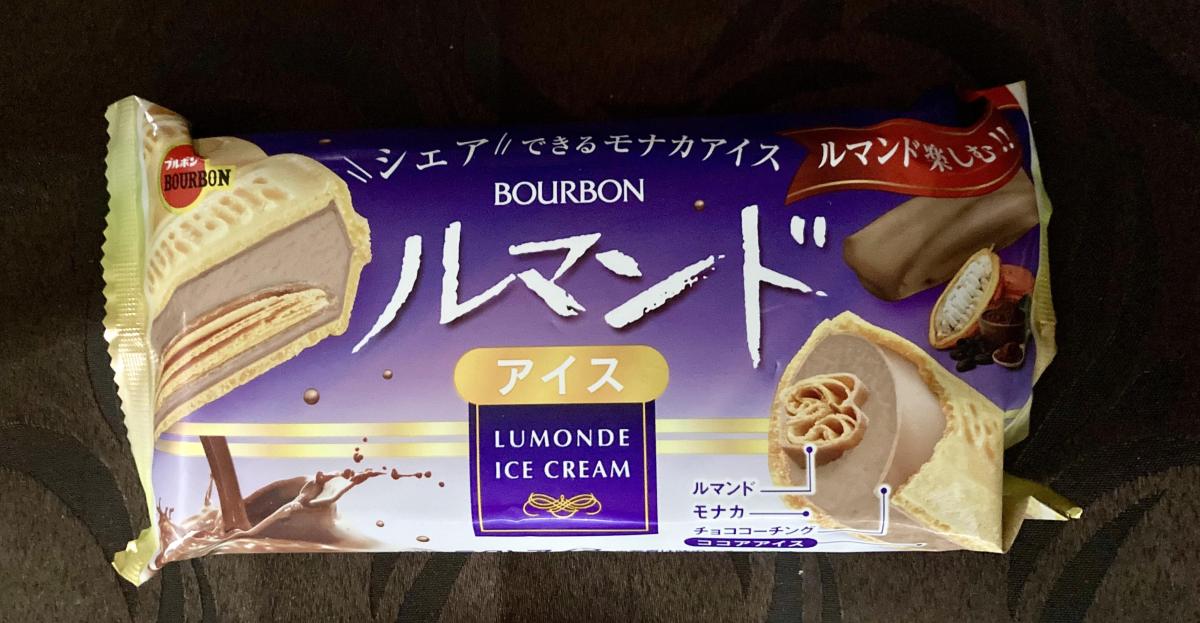 ブルボン
BOURBON
シェアできるモナカアイス
ルマンド楽しむ!!
BOURBON
ルマンド
アイス
LUMONDE
ICE CREAM
ルマンド
モナカ
チョココーチング
ココアアイス